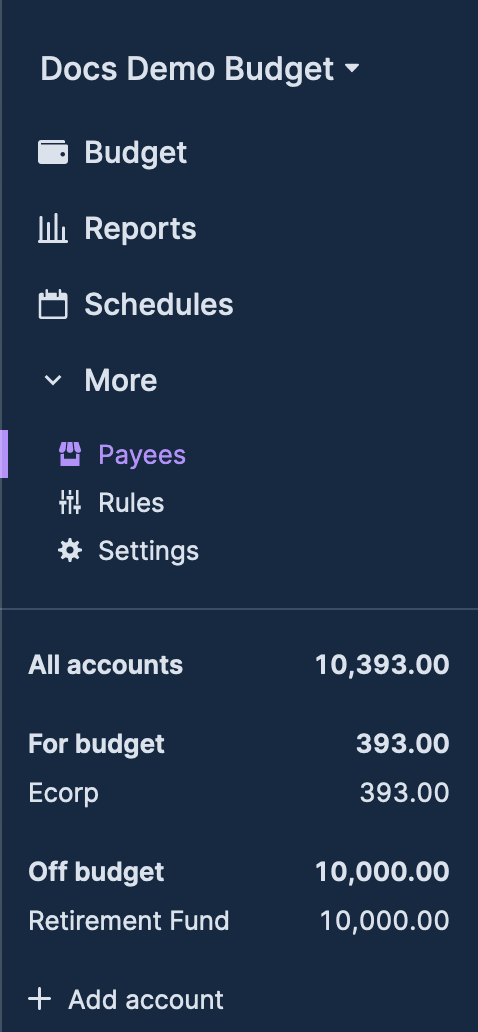 Docs Demo Budget
Budget
Reports
Schedules
More
Payees
Rules
Settings
All accounts 10,393.00
For budget 393.00
Ecorp 393.00
Off budget 10,000.00
Retirement Fund 10,000.00
+ Add account